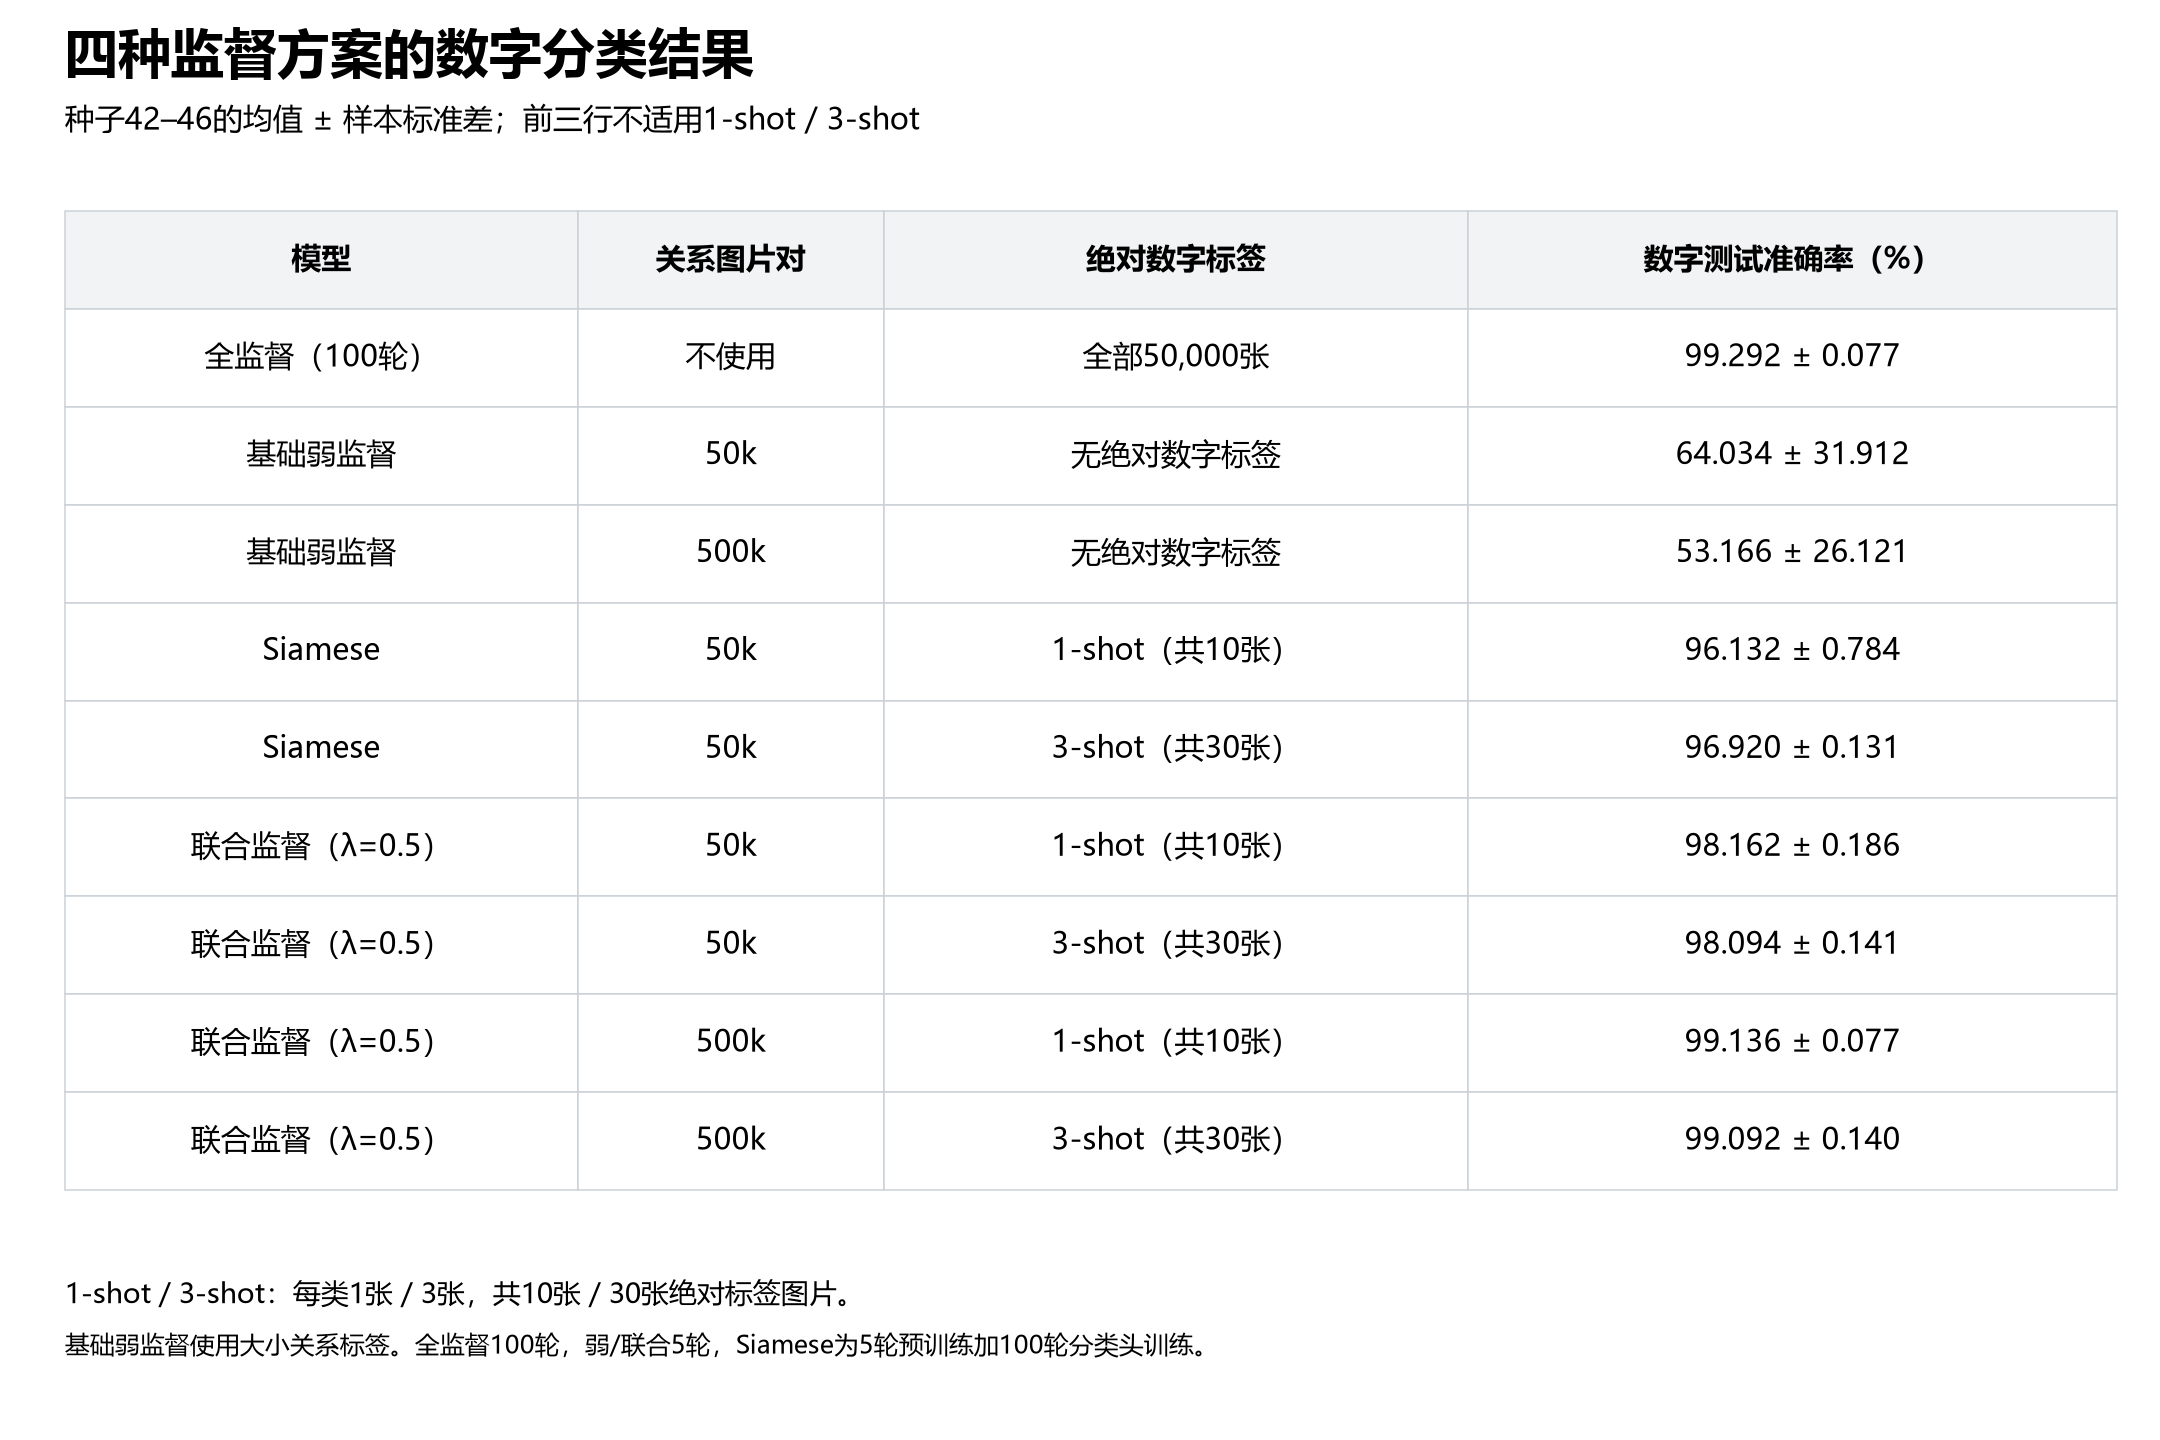 四种监督方案的数字分类结果
种子42–46的均值 ± 样本标准差；前三行不适用1-shot / 3-shot
模型 关系图片对 绝对数字标签 数字测试准确率（%）
全监督（100轮） 不使用 全部50,000张 99.292 ± 0.077
基础弱监督 50k 无绝对数字标签 64.034 ± 31.912
基础弱监督 500k 无绝对数字标签 53.166 ± 26.121
Siamese 50k 1-shot（共10张） 96.132 ± 0.784
Siamese 50k 3-shot（共30张） 96.920 ± 0.131
联合监督（λ=0.5） 50k 1-shot（共10张） 98.162 ± 0.186
联合监督（λ=0.5） 50k 3-shot（共30张） 98.094 ± 0.141
联合监督（λ=0.5） 500k 1-shot（共10张） 99.136 ± 0.077
联合监督（λ=0.5） 500k 3-shot（共30张） 99.092 ± 0.140
1-shot / 3-shot：每类1张 / 3张，共10张 / 30张绝对标签图片。
基础弱监督使用大小关系标签。全监督100轮，弱/联合5轮，Siamese为5轮预训练加100轮分类头训练。